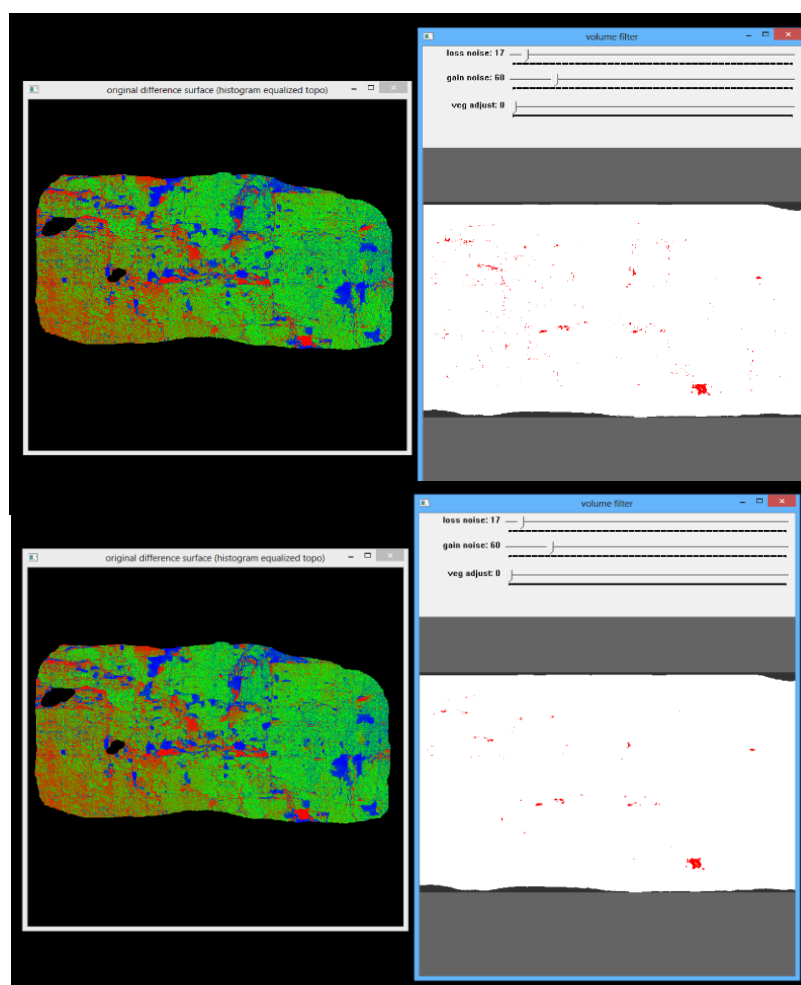 volume filter
loss noise: 17
original difference surface (histogram equalized topo)
gain noise: 60
veg adjust: 0
volume filter
loss noise: 17
gain noise: 60
original difference surface (histogram equalized topo)
veg adjust: 0